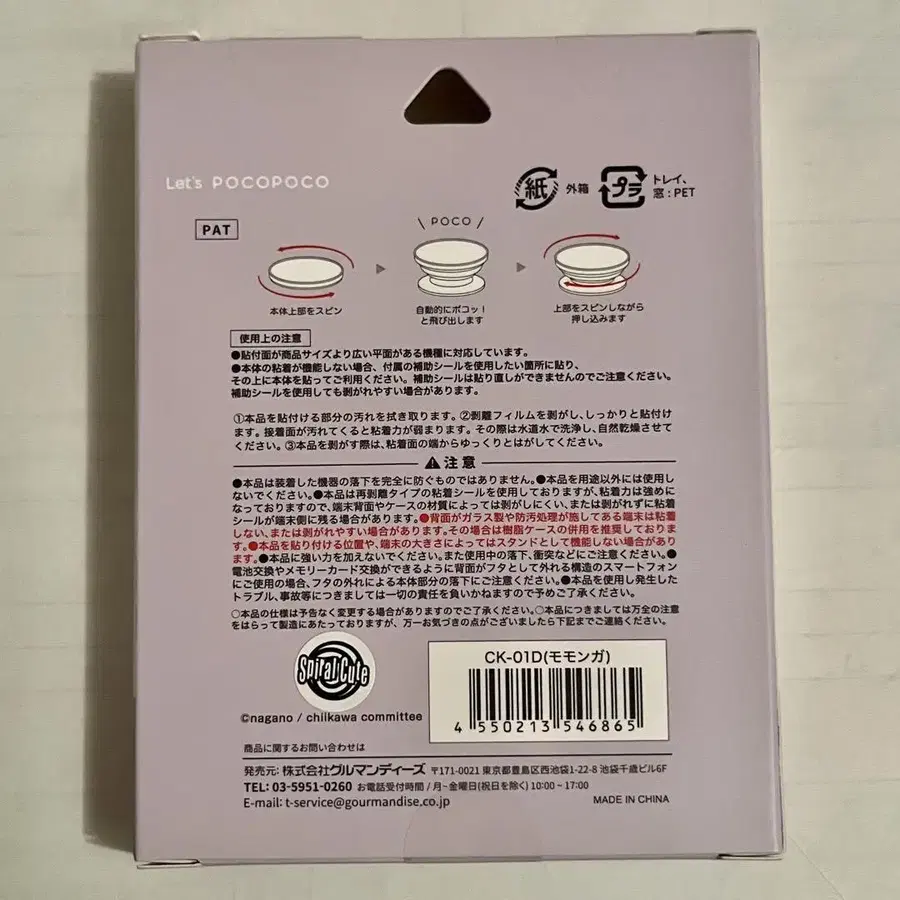 Let's POCOPOCO
紙 外箱 プラ トレイ、
窓：PET
PAT
\ POCO /
本体上部をスピン
自動的にポコッ！
と飛び出します
上部をスピンしながら
押し込みます
使用上の注意
●貼付面が商品サイズより広い平面がある機種に対応しています。
●本体の粘着が機能しない場合、付属の補助シールを使用したい箇所に貼り、
その上に本体を貼ってご利用ください。補助シールは貼り直しができませんのでご注意ください。
補助シールを使用しても剥がれやすい場合があります。
①本品を貼付ける部分の汚れを拭き取ります。②剥離フィルムを剥がし、しっかりと貼付け
ます。接着面が汚れてくると粘着力が弱まります。その際は水道水で洗浄し、自然乾燥させて
ください。③本品を剥がす際は、粘着面の端からゆっくりとはがしてください。
注意
●本品は装着した機器の落下を完全に防ぐものではありません。●本品を用途以外には使用し
ないでください。●本品は再剥離タイプの粘着シールを使用しておりますが、粘着力は強めに
なっておりますので、端末背面やケースの材質によっては剥がしにくい、または剥がれずに粘着
シールが端末側に残る場合があります。●背面がガラス製や防汚処理が施してある端末は粘着
しない、または剥がれやすい場合があります。その場合は樹脂ケースの併用を推奨しておりま
す。●本品を貼り付ける位置や、端末の大きさによってはスタンドとして機能しない場合があり
ます。●本品に強い力を加えないでください。また使用中の落下、衝突などにご注意ください。●
電池交換やメモリーカード交換ができるように背面がフタとして外れる構造のスマートフォン
にご使用の場合、フタの外れによる本体部分の落下にご注意ください。●本品を使用し発生した
トラブル、事故等につきましては一切の責任を負いかねますので予めご了承ください。
○本品の仕様は予告なく変更する場合がありますのでご了承ください。○本品につきましては万全の注意
をはらって製造にあたっておりますが、万一お気づきの点がございましたら下記までご連絡ください。
SpiralCute
©nagano / chiikawa committee
CK-01D(モモンガ)
4 550213 546865
商品に関するお問い合わせは
発売元：株式会社グルマンディーズ 〒171-0021 東京都豊島区西池袋1-22-8 池袋千歳ビル6F
TEL: 03-5951-0260 お電話受付時間 / 月~金曜日(祝日を除く) 10:00 ~ 17:00
E-mail: t-service@gourmandise.co.jp
MADE IN CHINA